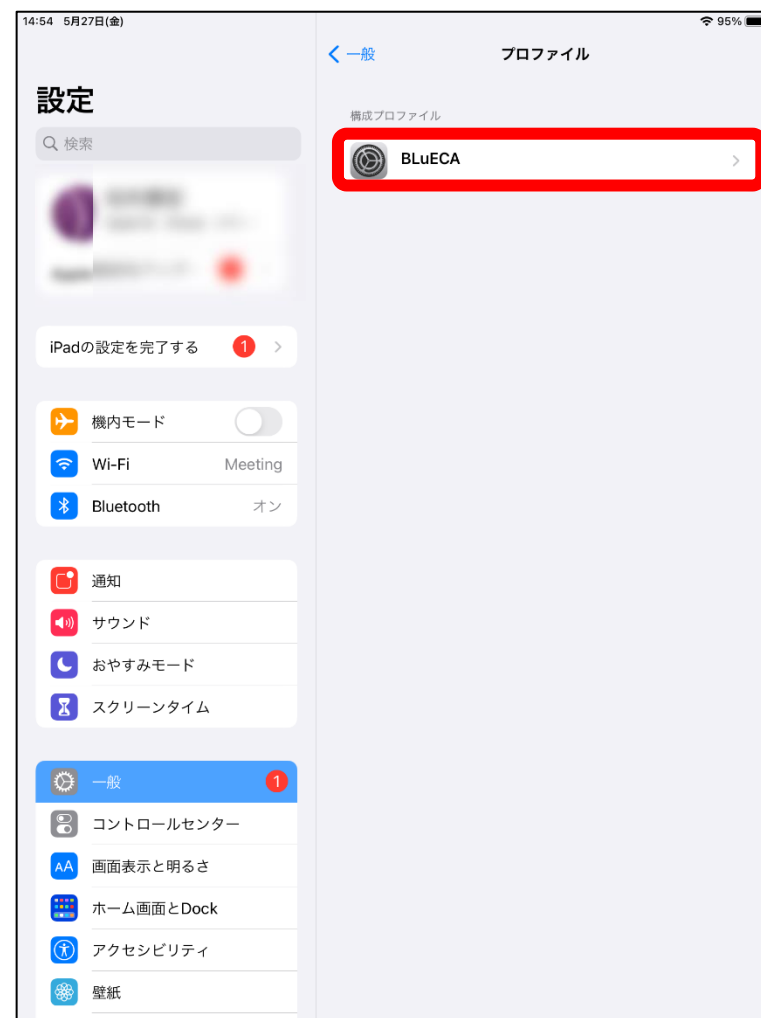 14:54 5月27日(金)
95%
一般
プロファイル
設定
検索
構成プロファイル
BLuECA
iPadの設定を完了する 1
機内モード
Wi-Fi Meeting
Bluetooth オン
通知
サウンド
おやすみモード
スクリーンタイム
一般 1
コントロールセンター
AA 画面表示と明るさ
ホーム画面とDock
アクセシビリティ
壁紙